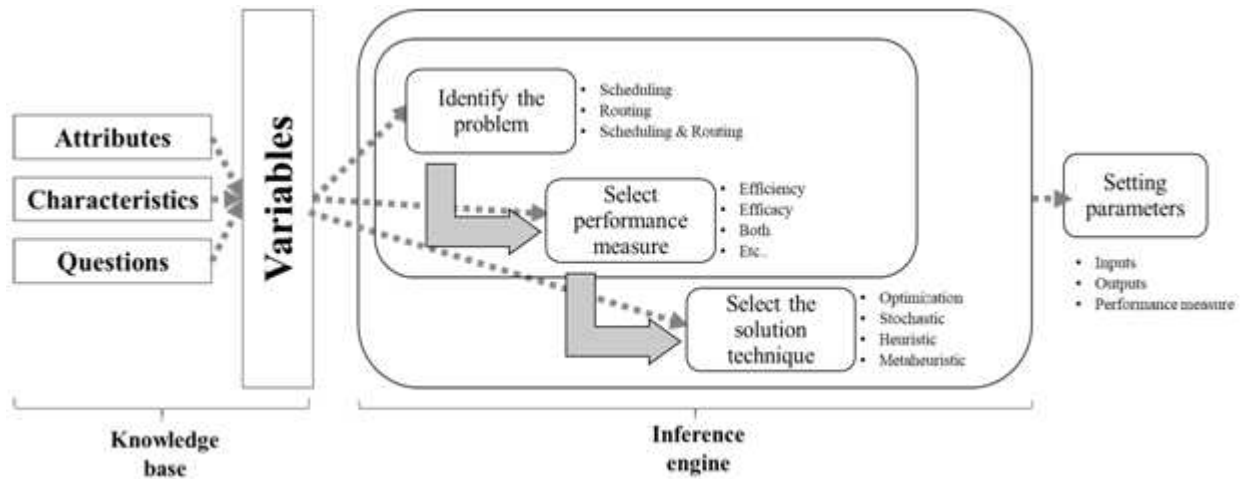 Attributes
Characteristics
Questions
Variables
Identify the
problem
• Scheduling
• Routing
• Scheduling & Routing
Select
performance
measure
• Efficiency
• Efficacy
• Both
• Etc..
Select the
solution
technique
• Optimization
• Stochastic
• Heuristic
• Metaheuristic
Setting
parameters
• Inputs
• Outputs
• Performance measure
Knowledge
base
Inference
engine